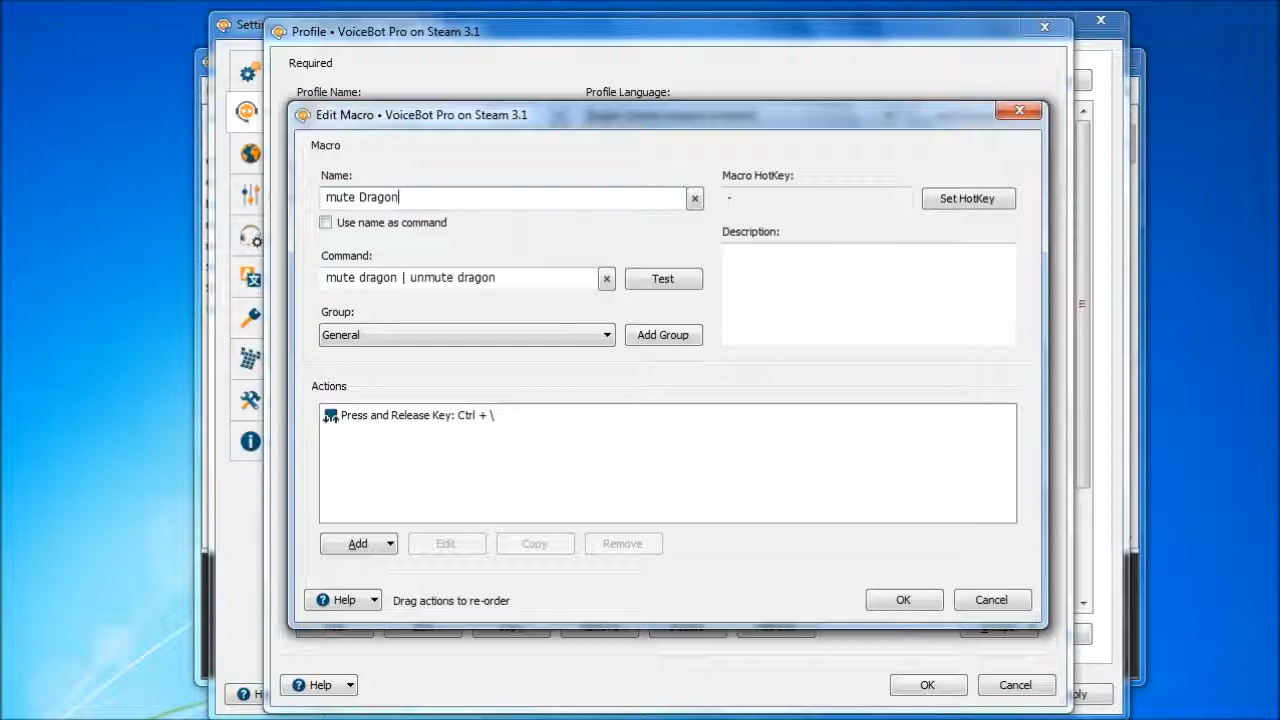 Setti
Profile • VoiceBot Pro on Steam 3.1
Required
Profile Name:
Profile Language:
Edit Macro • VoiceBot Pro on Steam 3.1
Macro
Name:
Macro HotKey:
mute Dragon
-
Set HotKey
Use name as command
Description:
Command:
mute dragon | unmute dragon
Test
Group:
General
Add Group
Actions
Press and Release Key: Ctrl + \
Add
Edit
Copy
Remove
Help
Drag actions to re-order
OK
Cancel
Help
OK
Cancel
H
ply